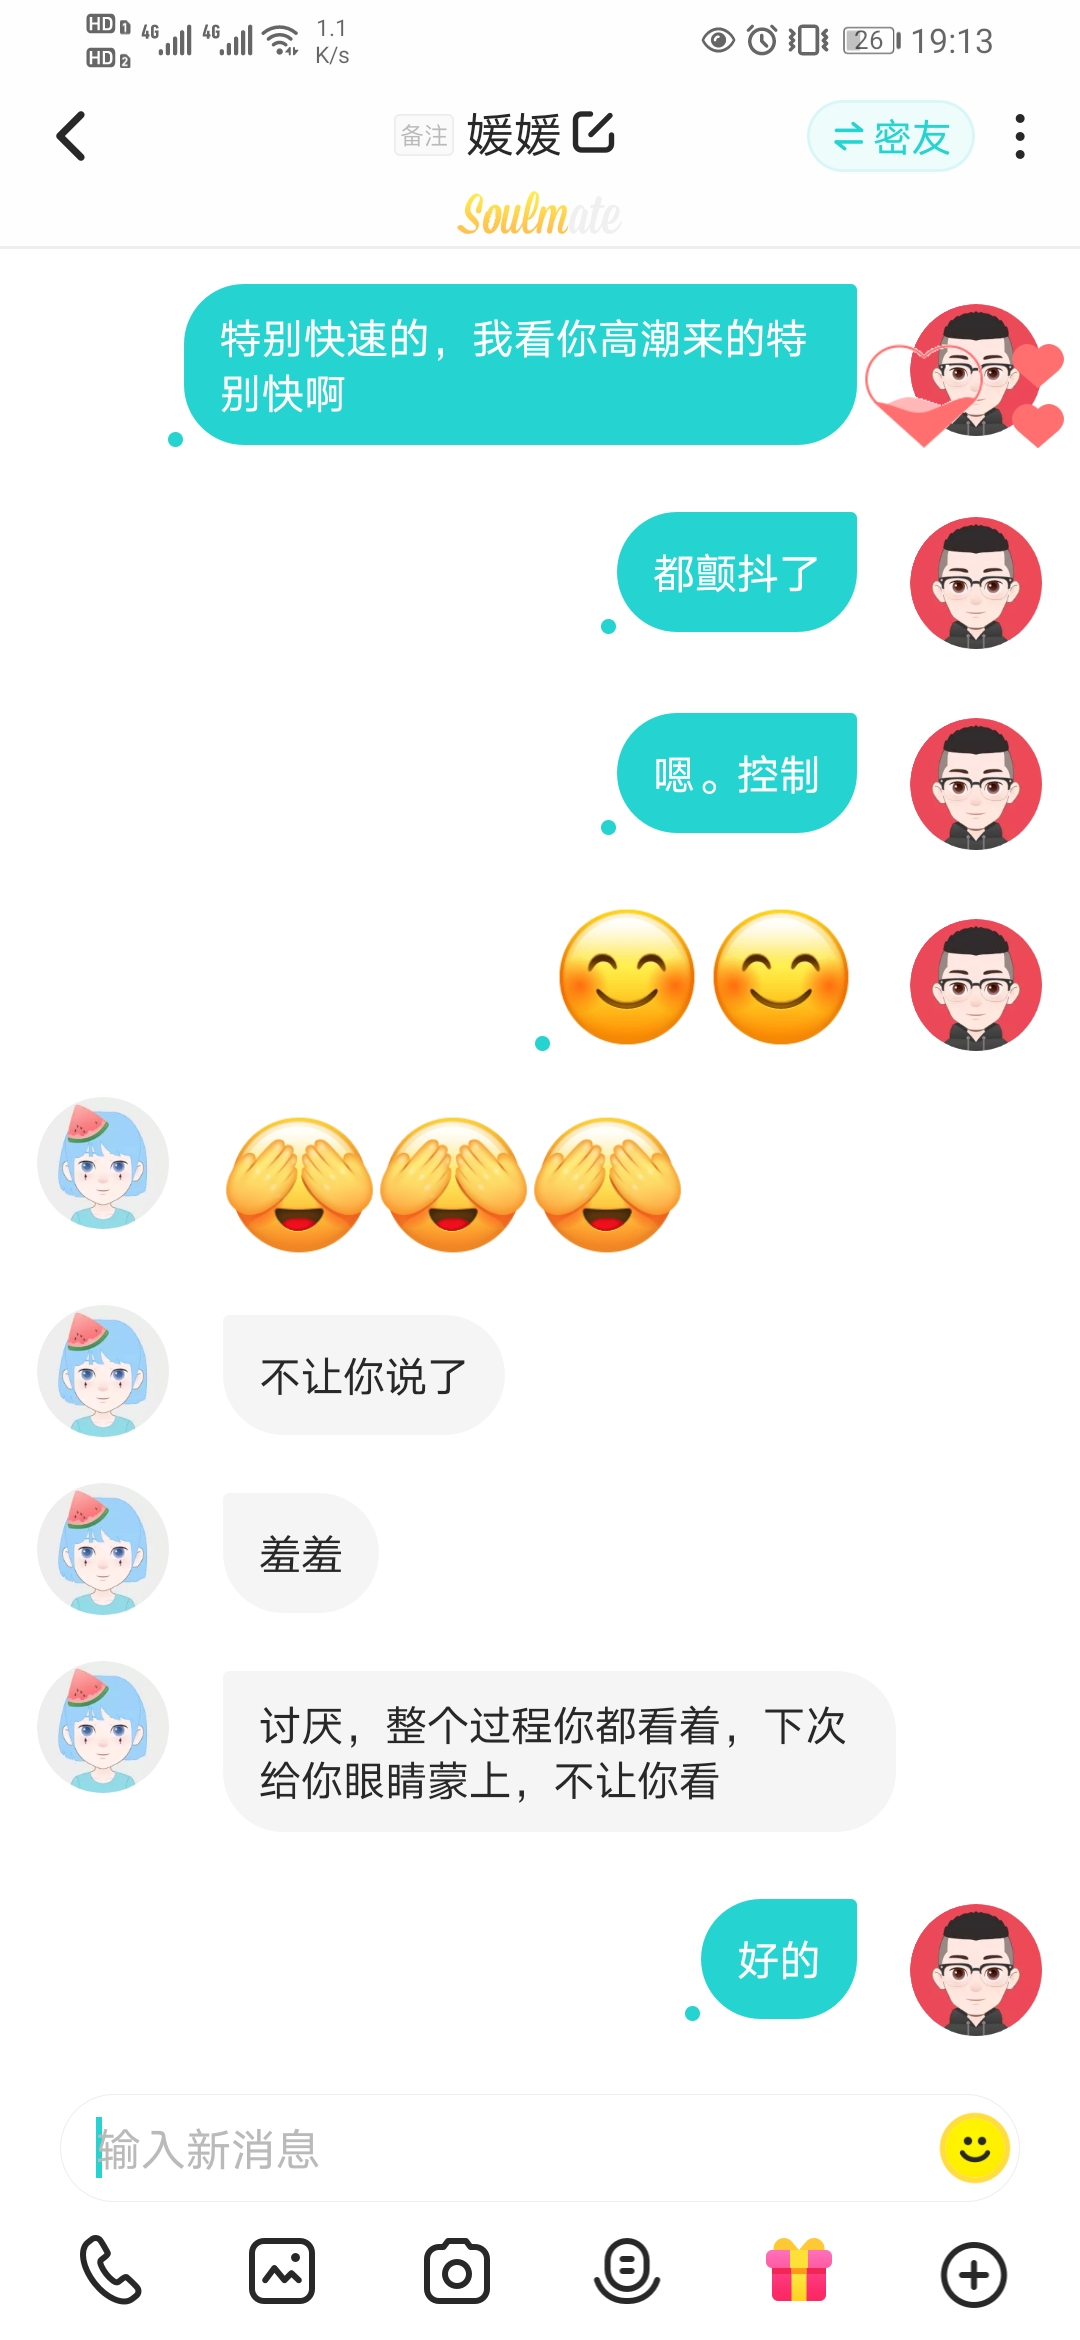 HD 1 4G 4G 1.1 26 19:13
HD 2 K/s
备注 媛媛 密友
Soulmate
特别快速的，我看你高潮来的特
别快啊
都颤抖了
嗯。控制
不让你说了
羞羞
讨厌，整个过程你都看着，下次
给你眼睛蒙上，不让你看
好的
输入新消息